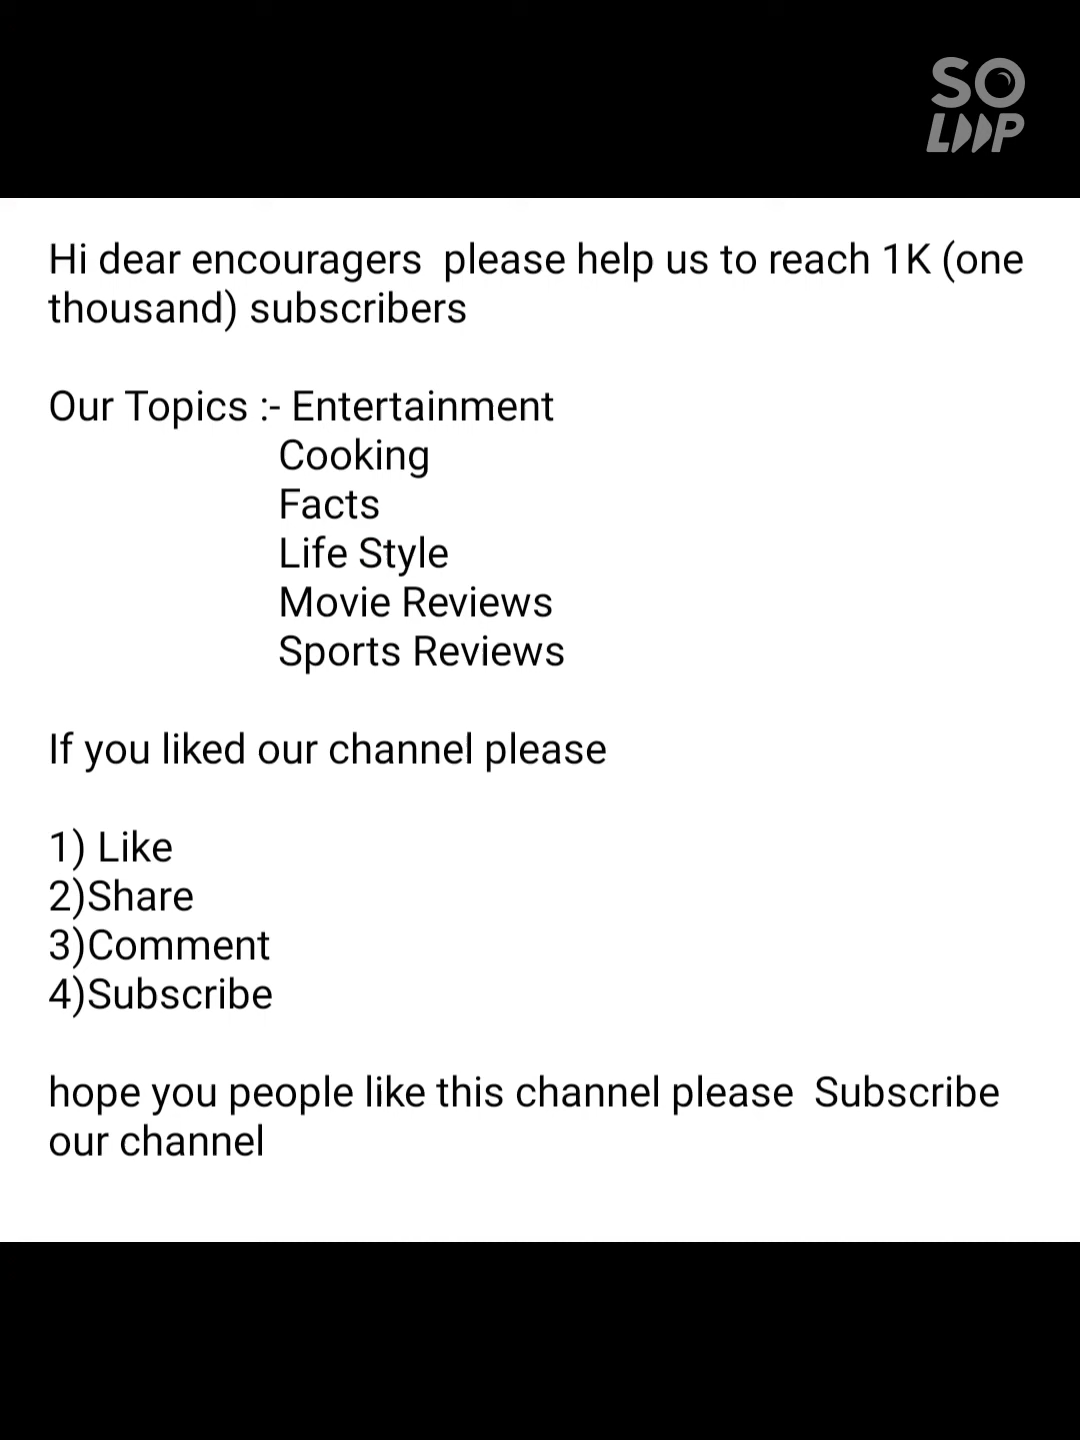 SO
LOOP
Hi dear encouragers  please help us to reach 1K (one
thousand) subscribers
Our Topics :- Entertainment
Cooking
Facts
Life Style
Movie Reviews
Sports Reviews
If you liked our channel please
1) Like
2)Share
3)Comment
4)Subscribe
hope you people like this channel please  Subscribe
our channel